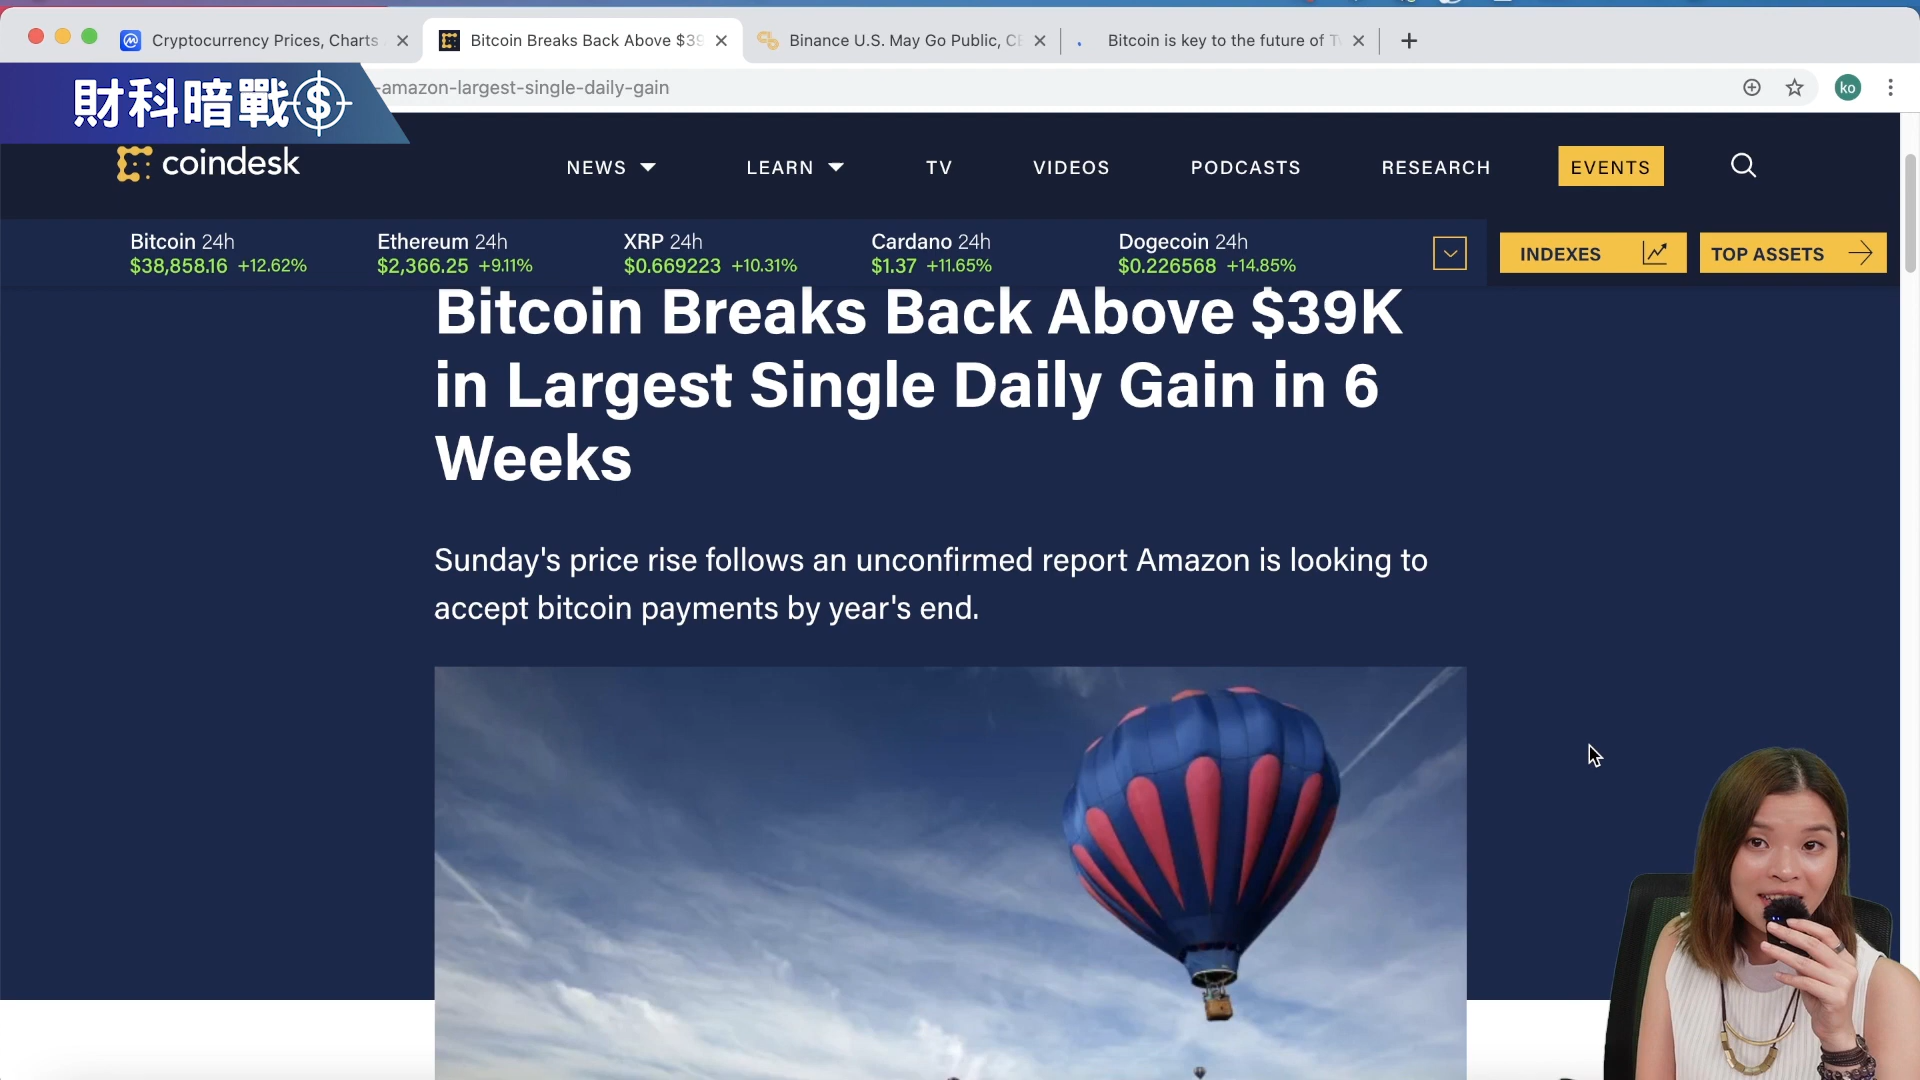 Cryptocurrency Prices, Charts
Bitcoin Breaks Back Above $39
Binance U.S. May Go Public, CE
Bitcoin is key to the future of Tw
財科暗戰$
-amazon-largest-single-daily-gain
ko
coindesk
NEWS
LEARN
TV
VIDEOS
PODCASTS
RESEARCH
EVENTS
Bitcoin 24h
$38,858.16 +12.62%
Ethereum 24h
$2,366.25 +9.11%
XRP 24h
$0.669223 +10.31%
Cardano 24h
$1.37 +11.65%
Dogecoin 24h
$0.226568 +14.85%
INDEXES
TOP ASSETS
Bitcoin Breaks Back Above $39K
in Largest Single Daily Gain in 6
Weeks
Sunday's price rise follows an unconfirmed report Amazon is looking to
accept bitcoin payments by year's end.